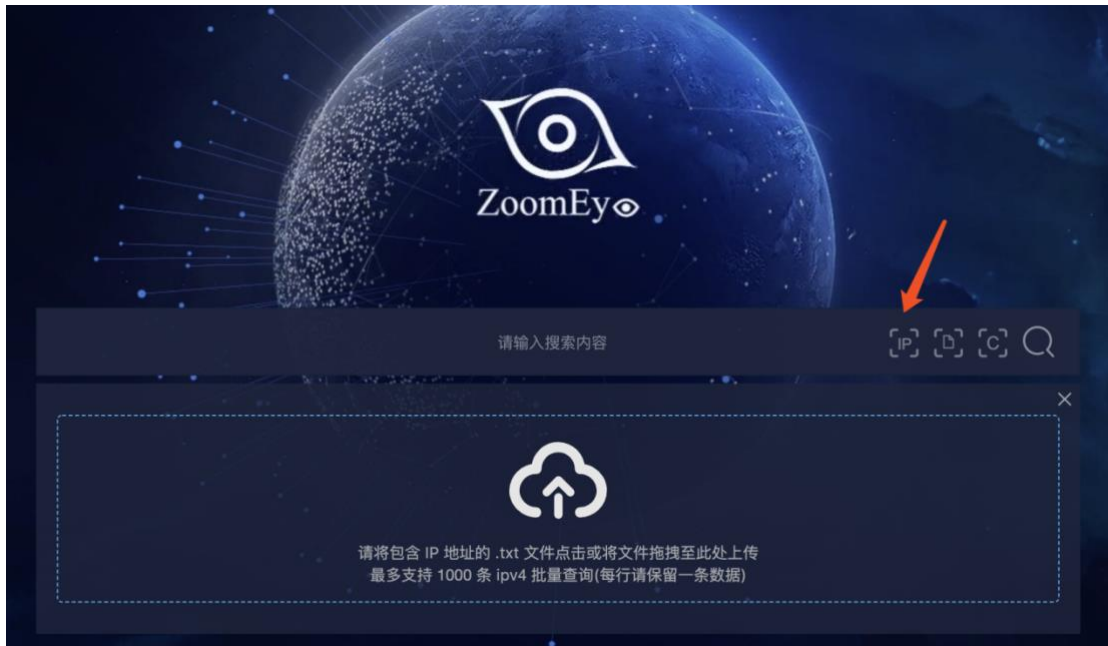 ZoomEye
请输入搜索内容
IP
C
请将包含 IP 地址的 .txt 文件点击或将文件拖拽至此处上传
最多支持 1000 条 ipv4 批量查询(每行请保留一条数据)